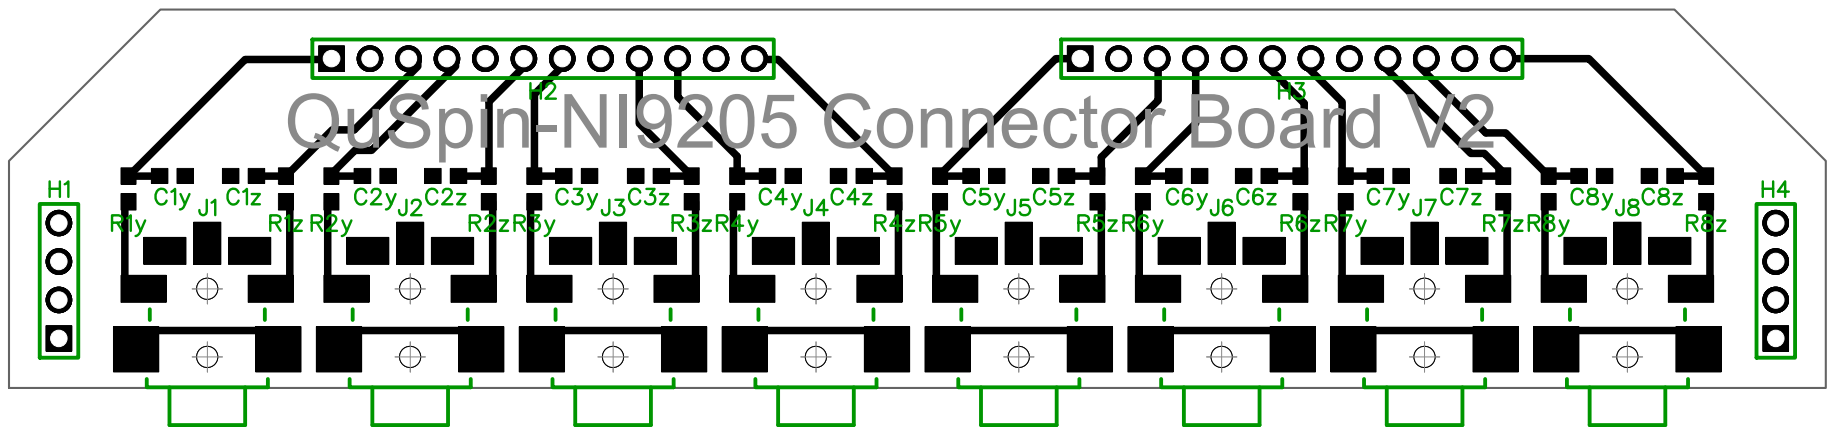 H2 H3
QuSpin-NI9205 Connector Board V2
H1 C1y C1z C2y C2z C3y C3z C4y C4z C5y C5z C6y C6z C7y C7z C8y C8z H4
J1 J2 J3 J4 J5 J6 J7 J8
R1y R1z R2y R2z R3y R3z R4y R4z R5y R5z R6y R6z R7y R7z R8y R8z